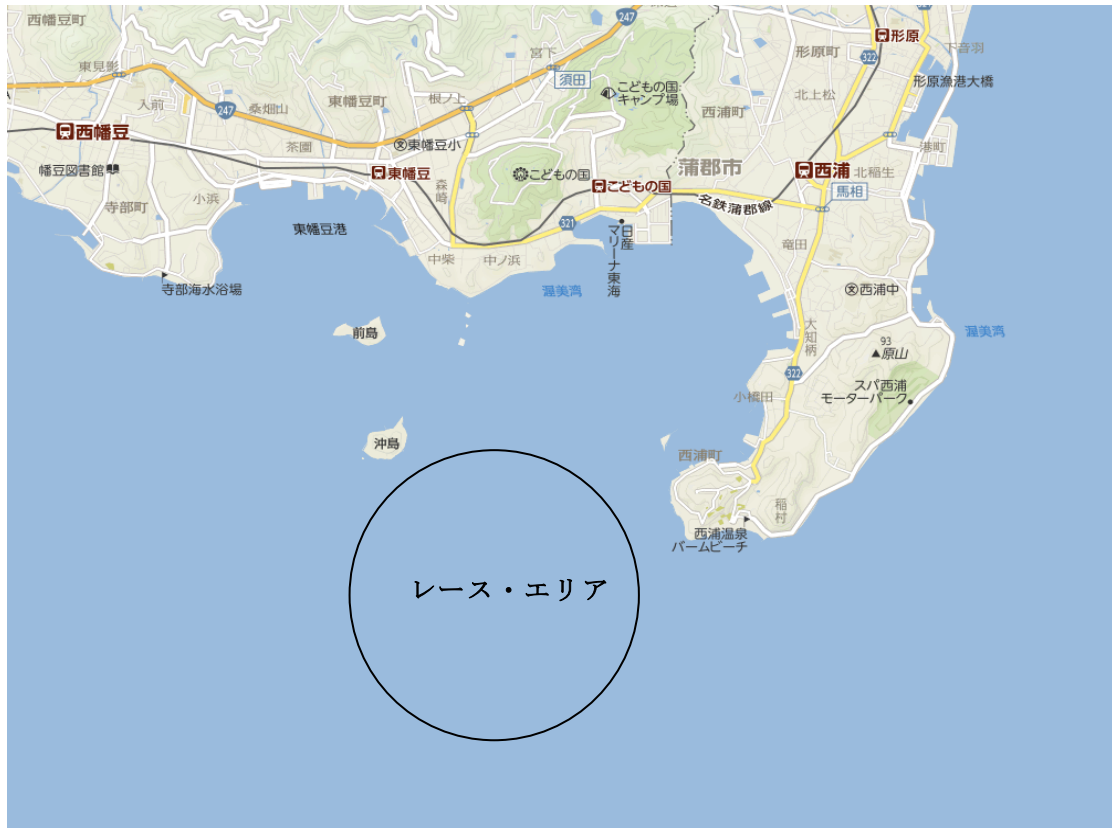 西幡豆町
247
宮下
形原
下音羽
東見影
須田
こどもの国
キャンプ場
形原町
322
形原漁港大橋
入前
247
桑畑山
東幡豆町
根ノ上
北上松
西浦町
西幡豆
茶園
東幡豆小
港町
幡豆図書館
東幡豆
こどもの国
こどもの国
蒲郡市
西浦
北稲生
馬相
寺部町
小浜
森崎
名鉄蒲郡線
東幡豆港
321
日産
マリーナ東海
竜田
中柴
中ノ浜
寺部海水浴場
渥美湾
西浦中
前島
大知柄
渥美湾
93
原山
322
スパ西浦
モーターパーク
小橋田
沖島
西浦町
稲村
西浦温泉
パームビーチ
レース・エリア